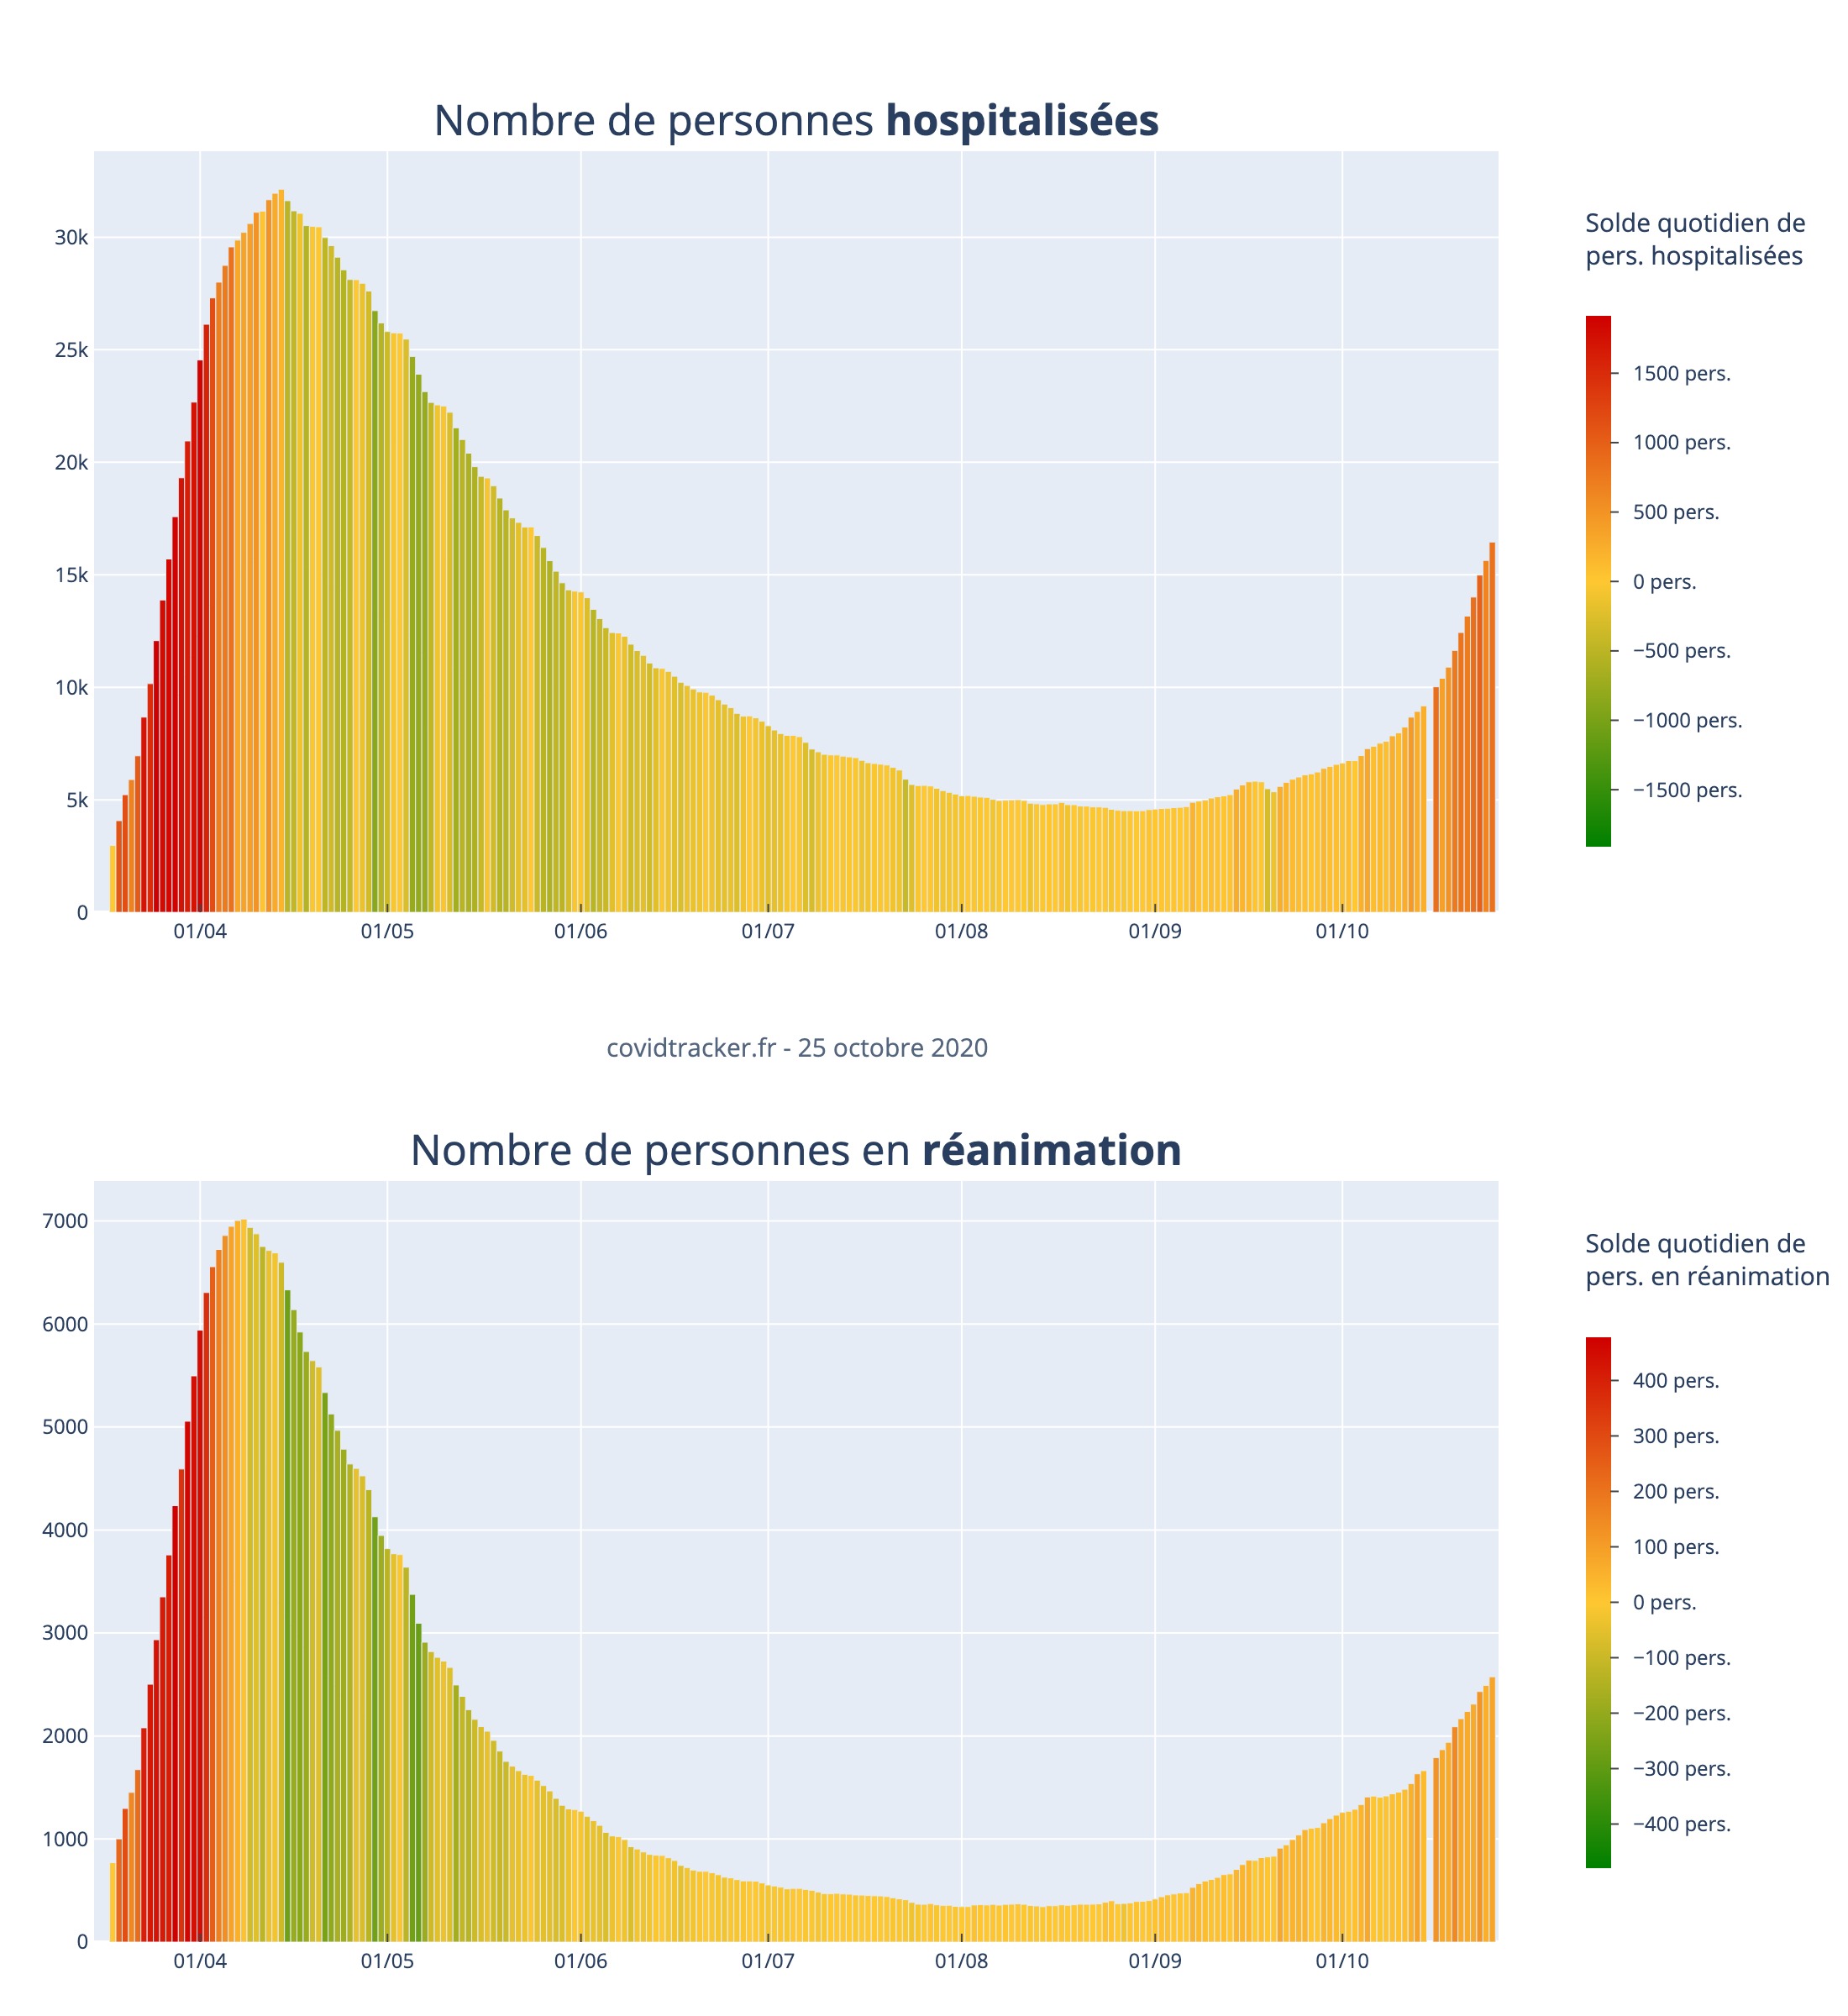 Nombre de personnes hospitalisées
Solde quotidien de
pers. hospitalisées
30k
25k
20k
15k
10k
5k
0
1500 pers.
1000 pers.
500 pers.
0 pers.
−500 pers.
−1000 pers.
−1500 pers.
01/04
01/05
01/06
01/07
01/08
01/09
01/10
covidtracker.fr - 25 octobre 2020
Nombre de personnes en réanimation
Solde quotidien de
pers. en réanimation
7000
6000
5000
4000
3000
2000
1000
0
400 pers.
300 pers.
200 pers.
100 pers.
0 pers.
−100 pers.
−200 pers.
−300 pers.
−400 pers.
01/04
01/05
01/06
01/07
01/08
01/09
01/10